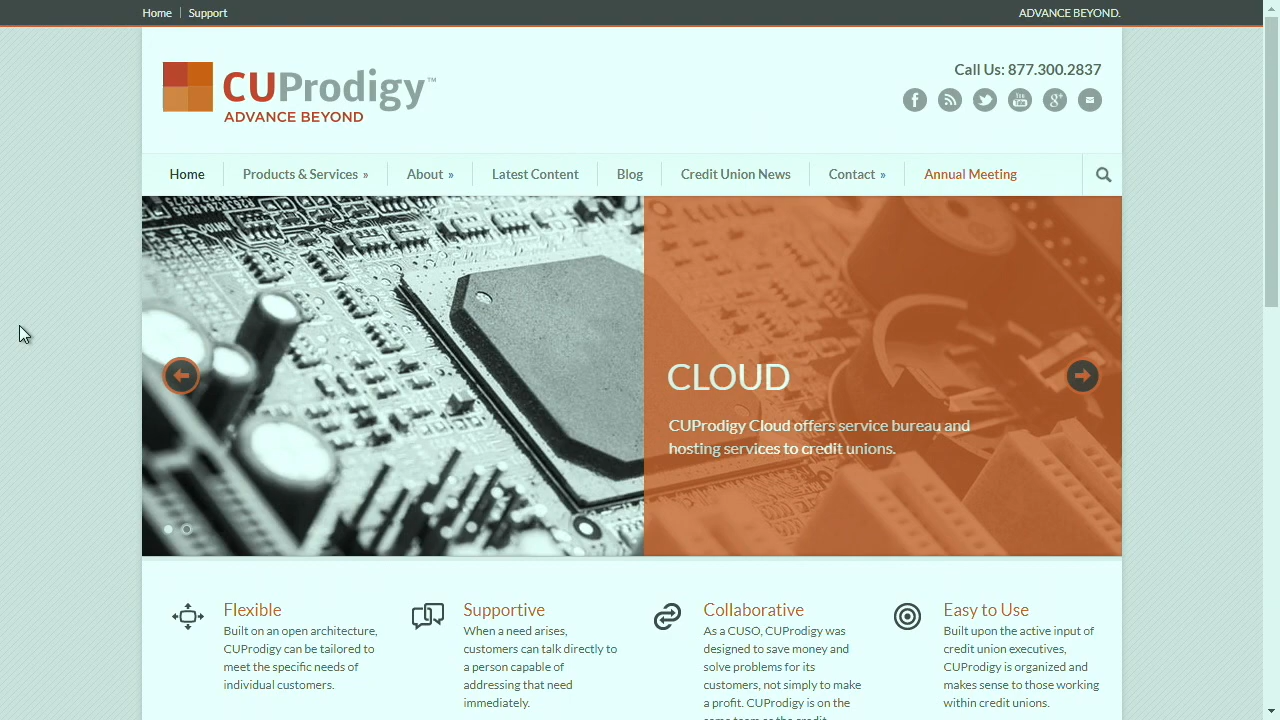 Home | Support
ADVANCE BEYOND.
CUProdigy™
ADVANCE BEYOND
Call Us: 877.300.2837
Home
Products & Services »
About »
Latest Content
Blog
Credit Union News
Contact »
Annual Meeting
CLOUD
CUProdigy Cloud offers service bureau and
hosting services to credit unions.
Flexible
Built on an open architecture,
CUProdigy can be tailored to
meet the specific needs of
individual customers.
Supportive
When a need arises,
customers can talk directly to
a person capable of
addressing that need
immediately.
Collaborative
As a CUSO, CUProdigy was
designed to save money and
solve problems for its
customers, not simply to make
a profit. CUProdigy is on the
same team as the credit
Easy to Use
Built upon the active input of
credit union executives,
CUProdigy is organized and
makes sense to those working
within credit unions.